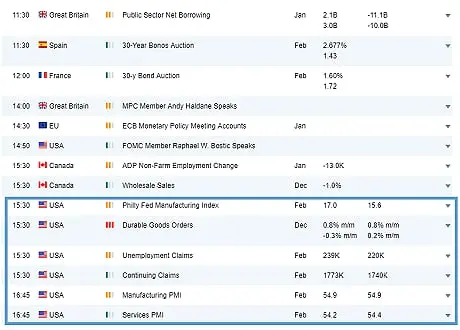 11:30 Great Britain Public Sector Net Borrowing Jan 2.1B -11.1B
3.0B -10.0B
11:30 Spain 30-Year Bonos Auction Feb 2.677%
1.43
12:00 France 30-y Bond Auction Feb 1.60%
1.72
14:00 Great Britain MPC Member Andy Haldane Speaks
14:30 EU ECB Monetary Policy Meeting Accounts Jan
14:50 USA FOMC Member Raphael W. Bostic Speaks
15:30 Canada ADP Non-Farm Employment Change Jan -13.0K
15:30 Canada Wholesale Sales Dec -1.0%
15:30 USA Philly Fed Manufacturing Index Feb 17.0 15.6
15:30 USA Durable Goods Orders Dec 0.8% m/m 0.8% m/m
-0.3% m/m 0.2% m/m
15:30 USA Unemployment Claims Feb 239K 220K
15:30 USA Continuing Claims Feb 1773K 1740K
16:45 USA Manufacturing PMI Feb 54.9 54.9
16:45 USA Services PMI Feb 54.2 54.4